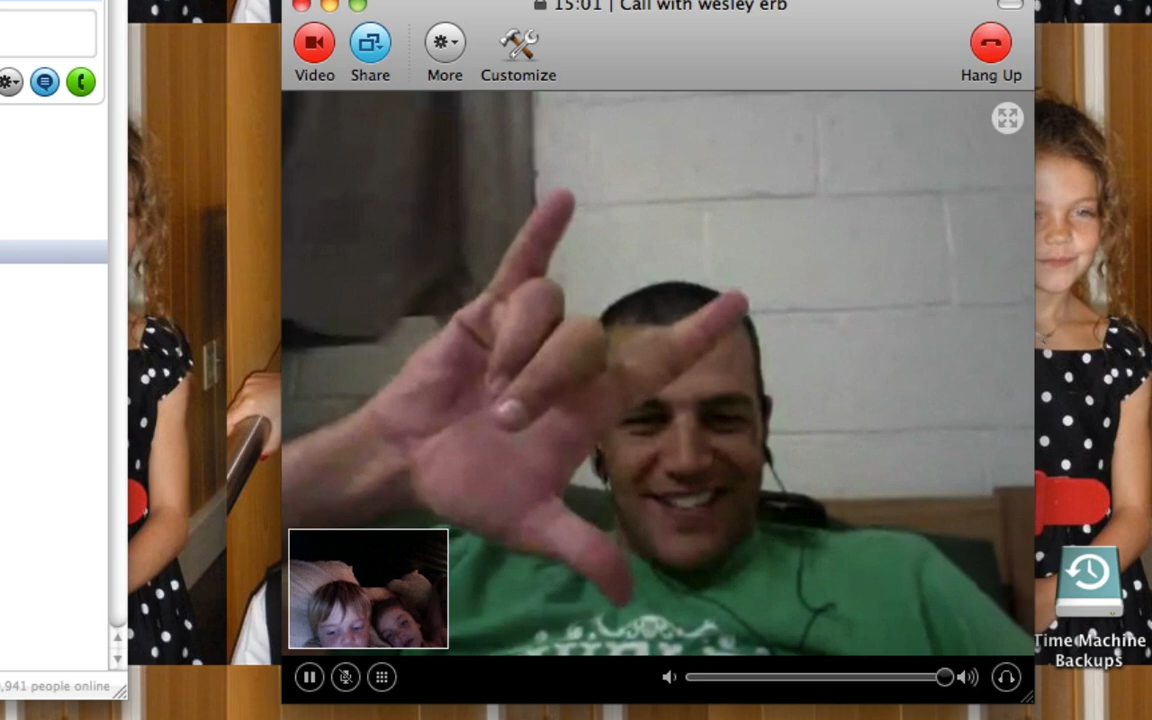 15:01 | Call with wesley erb
Video
Share
More
Customize
Hang Up
Time Machine
Backups
,941 people online